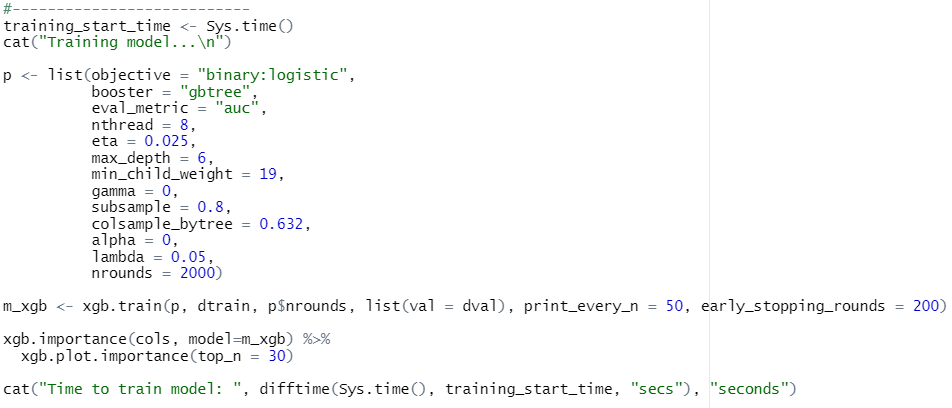 #---------------------------
training_start_time <- Sys.time()
cat("Training model...\n")
p <- list(objective = "binary:logistic",
          booster = "gbtree",
          eval_metric = "auc",
          nthread = 8,
          eta = 0.025,
          max_depth = 6,
          min_child_weight = 19,
          gamma = 0,
          subsample = 0.8,
          colsample_bytree = 0.632,
          alpha = 0,
          lambda = 0.05,
          nrounds = 2000)
m_xgb <- xgb.train(p, dtrain, p$nrounds, list(val = dval), print_every_n = 50, early_stopping_rounds = 200)
xgb.importance(cols, model=m_xgb) %>%
  xgb.plot.importance(top_n = 30)
cat("Time to train model: ", difftime(Sys.time(), training_start_time, "secs"), "seconds")